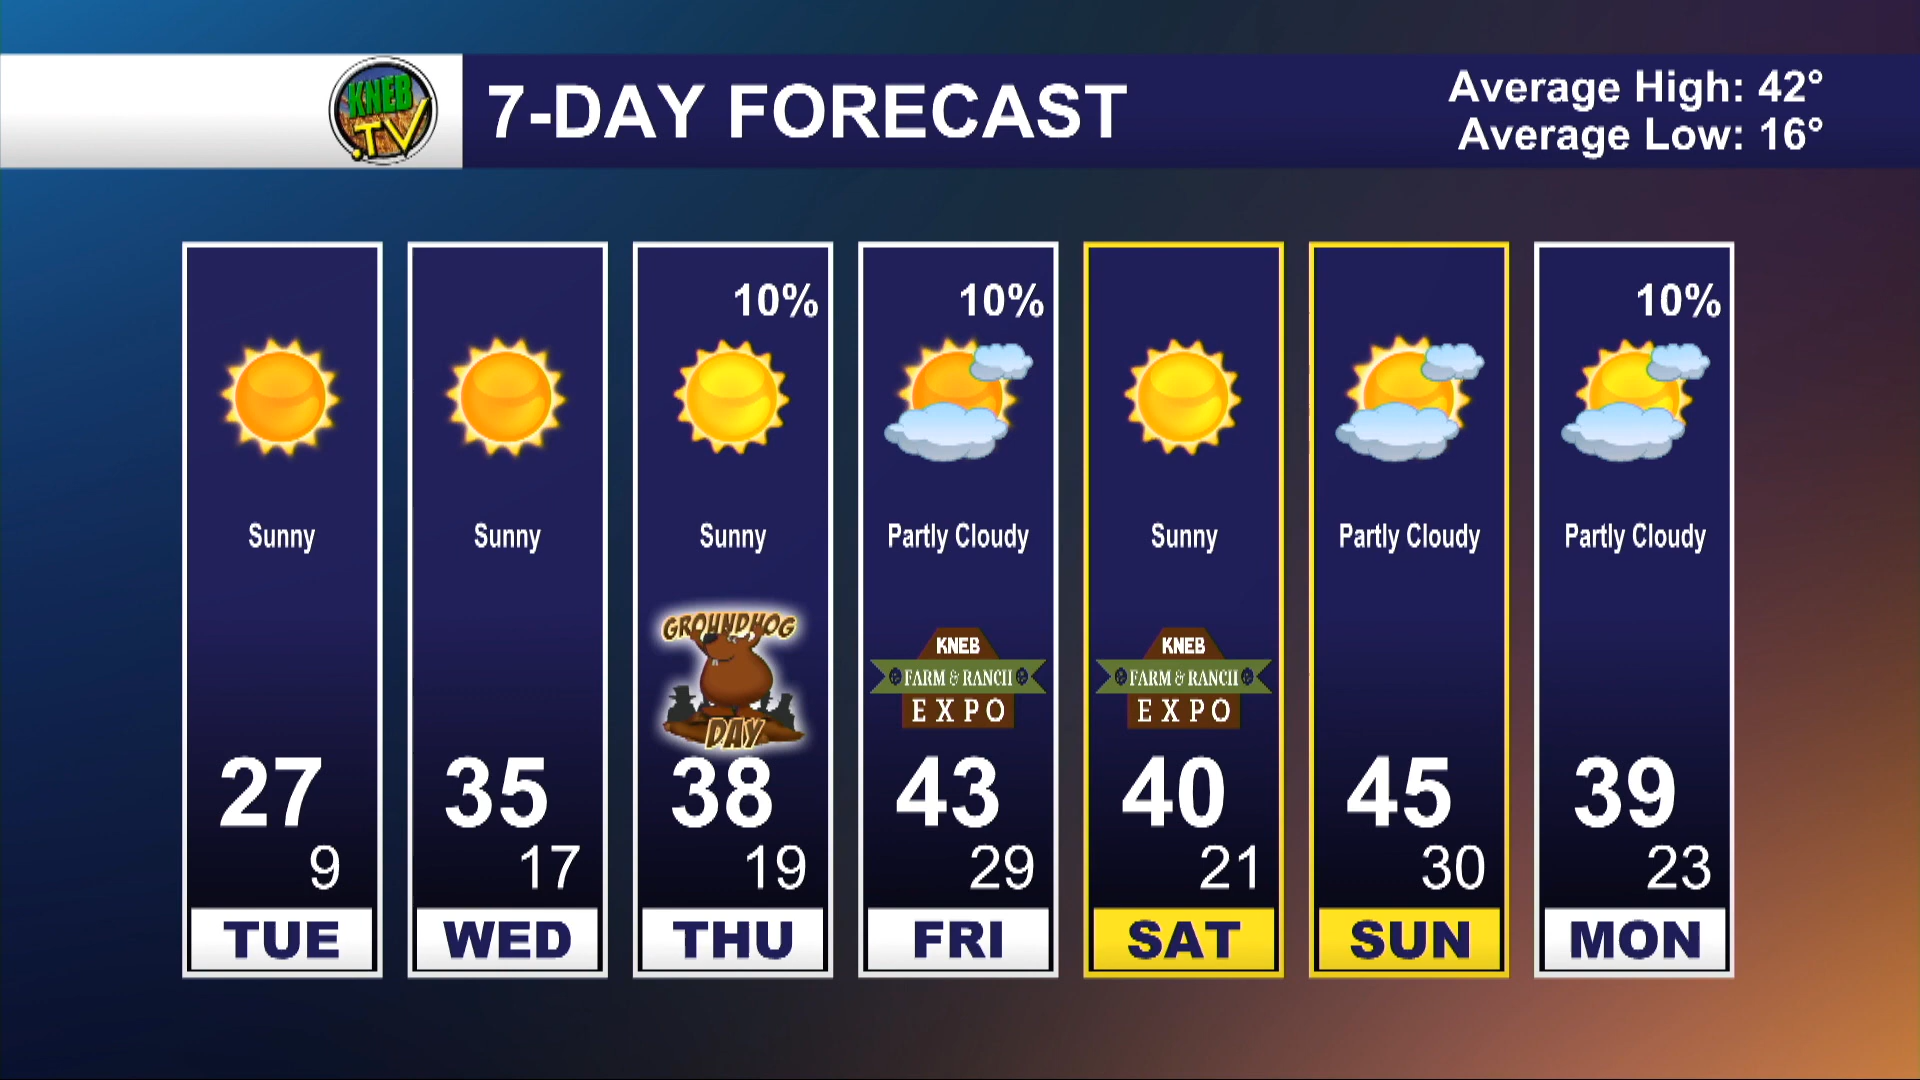 KNEB
.TV
7-DAY FORECAST
Average High: 42°
Average Low: 16°
Sunny
27
9
TUE
Sunny
35
17
WED
10%
Sunny
GROUNDHOG
DAY
38
19
THU
10%
Partly Cloudy
KNEB
FARM & RANCH
EXPO
43
29
FRI
Sunny
KNEB
FARM & RANCH
EXPO
40
21
SAT
Partly Cloudy
45
30
SUN
10%
Partly Cloudy
39
23
MON